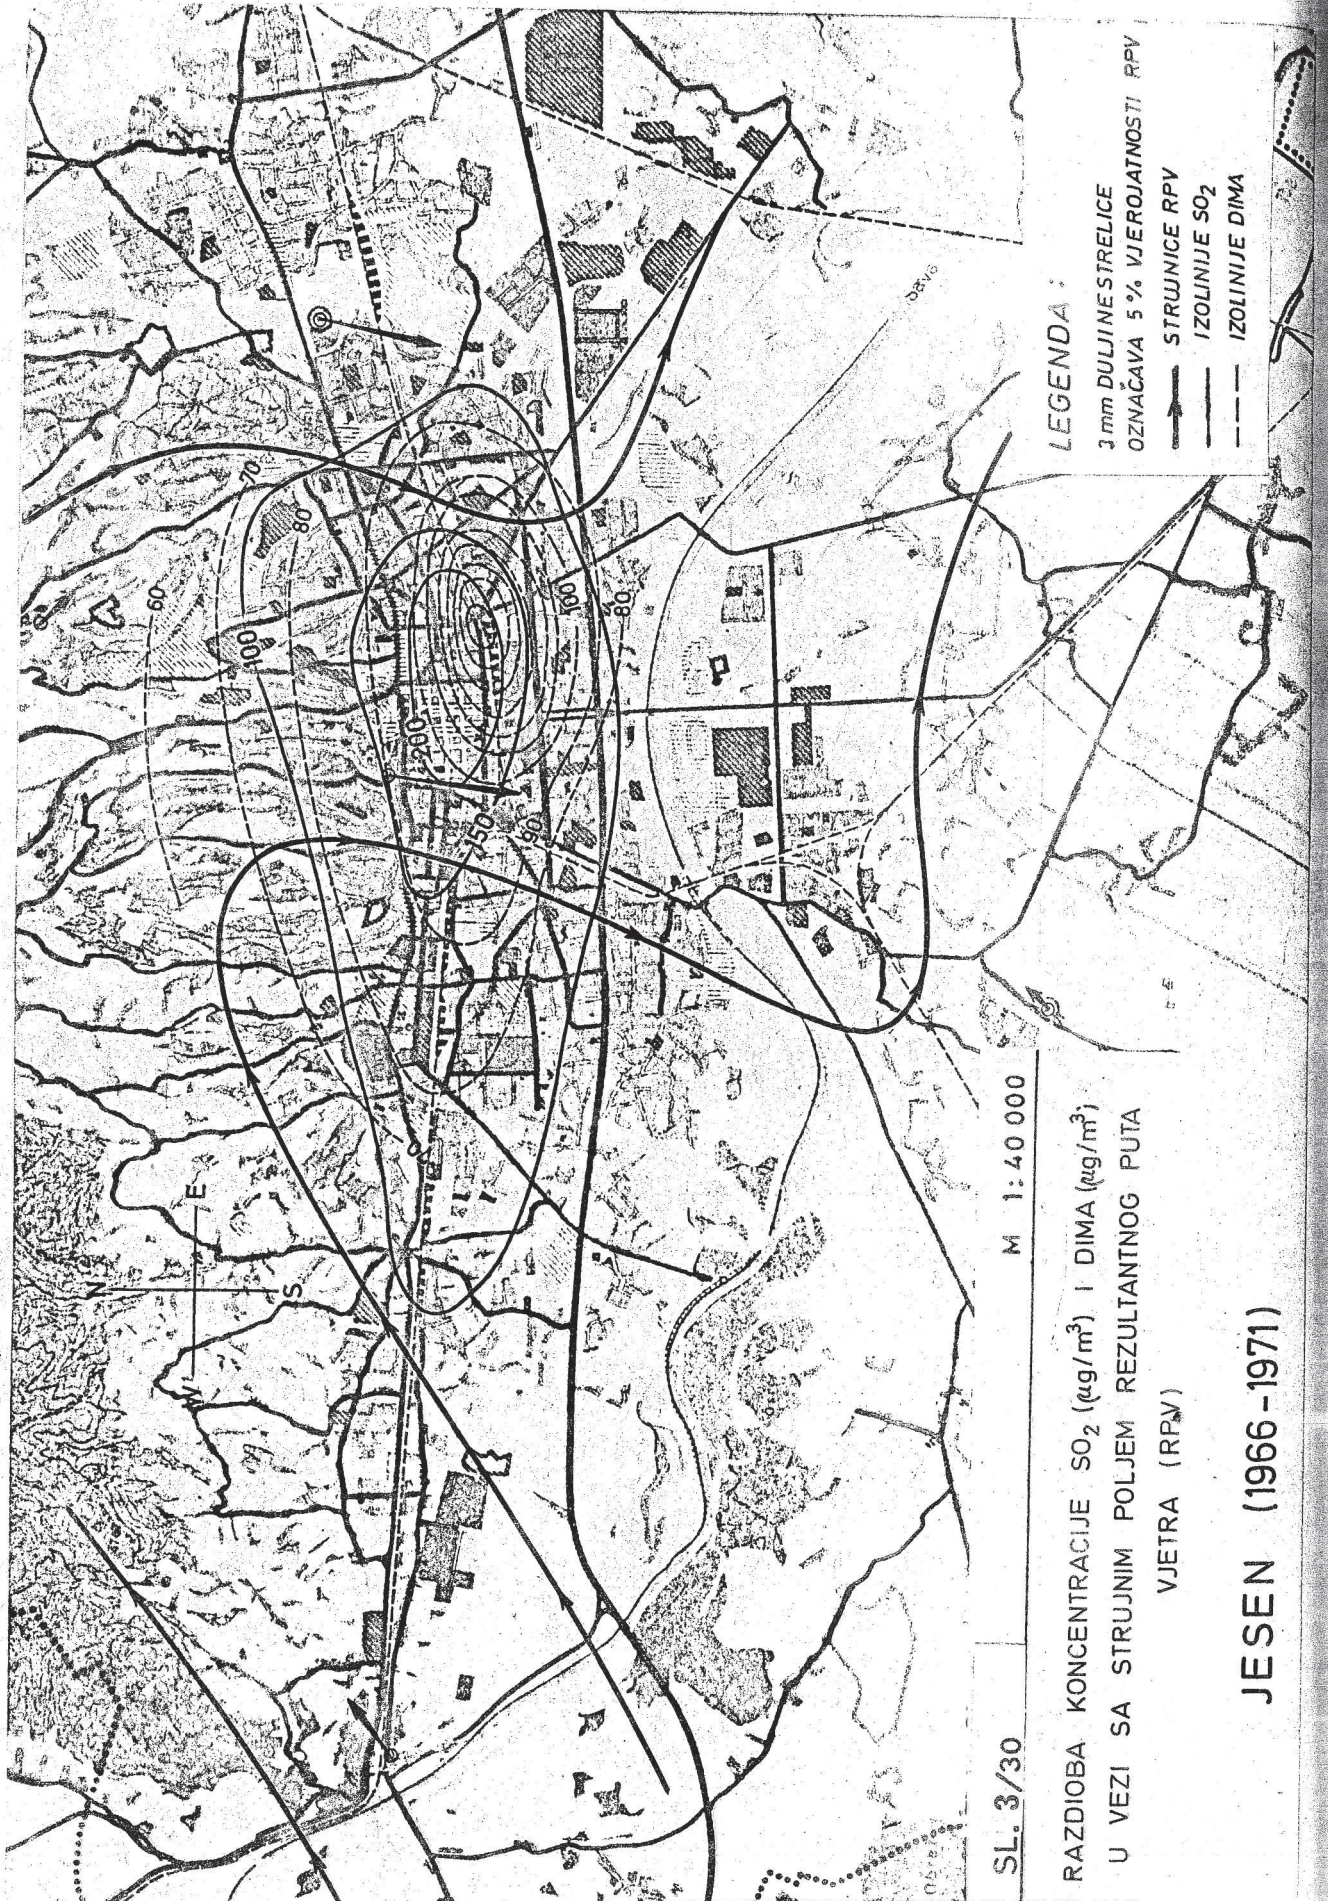 N
W
E
S
60
70
80
100
200
150
90
100
80
sava
LEGENDA :
3 mm DULJINE STRELICE
OZNAČAVA 5 % VJEROJATNOSTI RPV
STRUJNICE RPV
IZOLINIJE SO₂
IZOLINIJE DIMA
SL. 3/30
M 1:40 000
RAZDIOBA KONCENTRACIJE SO₂ (µg/m³) I DIMA (µg/m³)
U VEZI SA STRUJNIM POLJEM REZULTANTNOG PUTA
VJETRA (RPV)
JESEN (1966-1971)